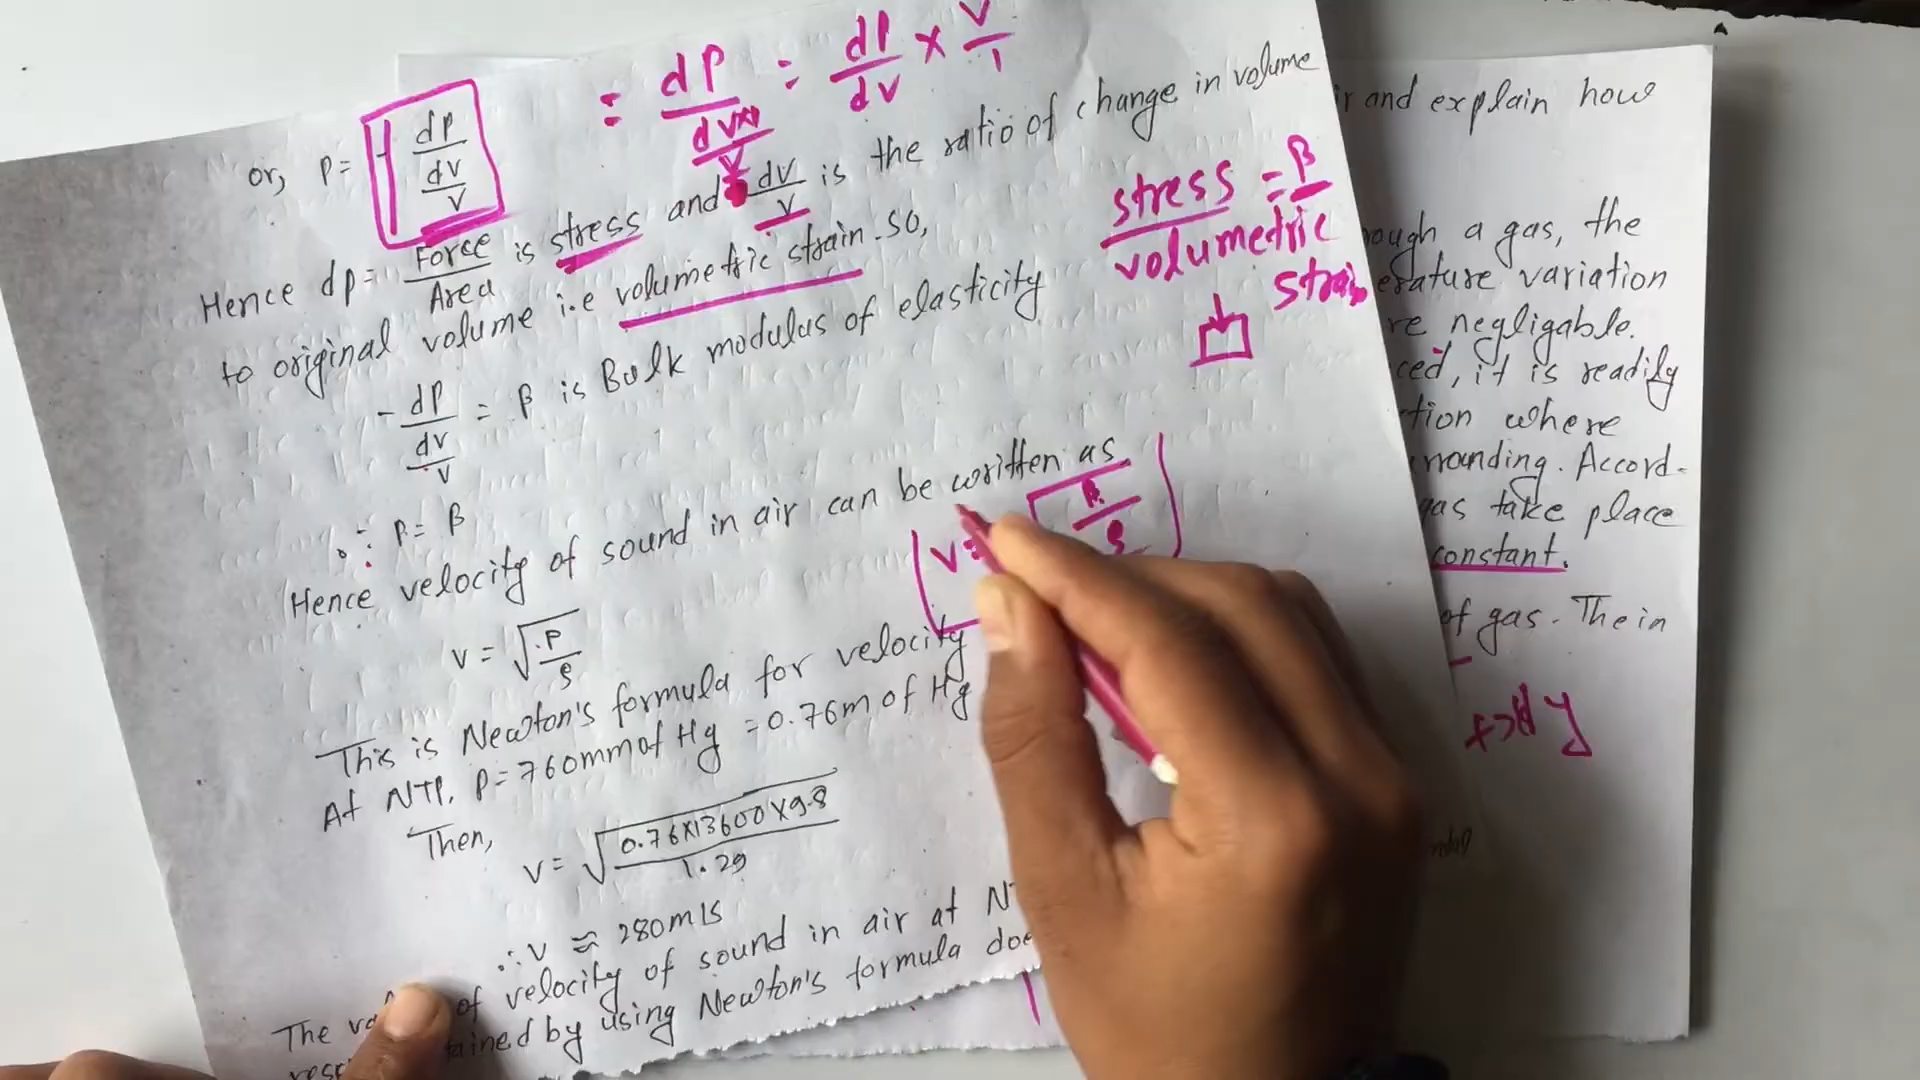 = dP / dV×1 / V = dP / dV × V / 1
or, P = - dP / dV / V
Hence dP = Force / Area is stress and dV / V is the ratio of change in volume
to original volume i.e volumetric strain. So,
- dP / dV / V = β is Bulk modulus of elasticity
∴ P = β
Hence velocity of sound in air can be written as
v = √ P / ρ
This is Newton's formula for velocity
At NTP, P = 760mm of Hg = 0.76m of Hg
Then,
v = √ 0.76×13600×9.8 / 1.29
∴ v ≈ 280m/s
The of velocity of sound in air at
by using Newton's formula
stress / volumetric strain = β
v = √ β / ρ
and explain how
a gas, the
variation
negligable.
it is readily
where
Accord-
gas take place
constant.
of gas. The in